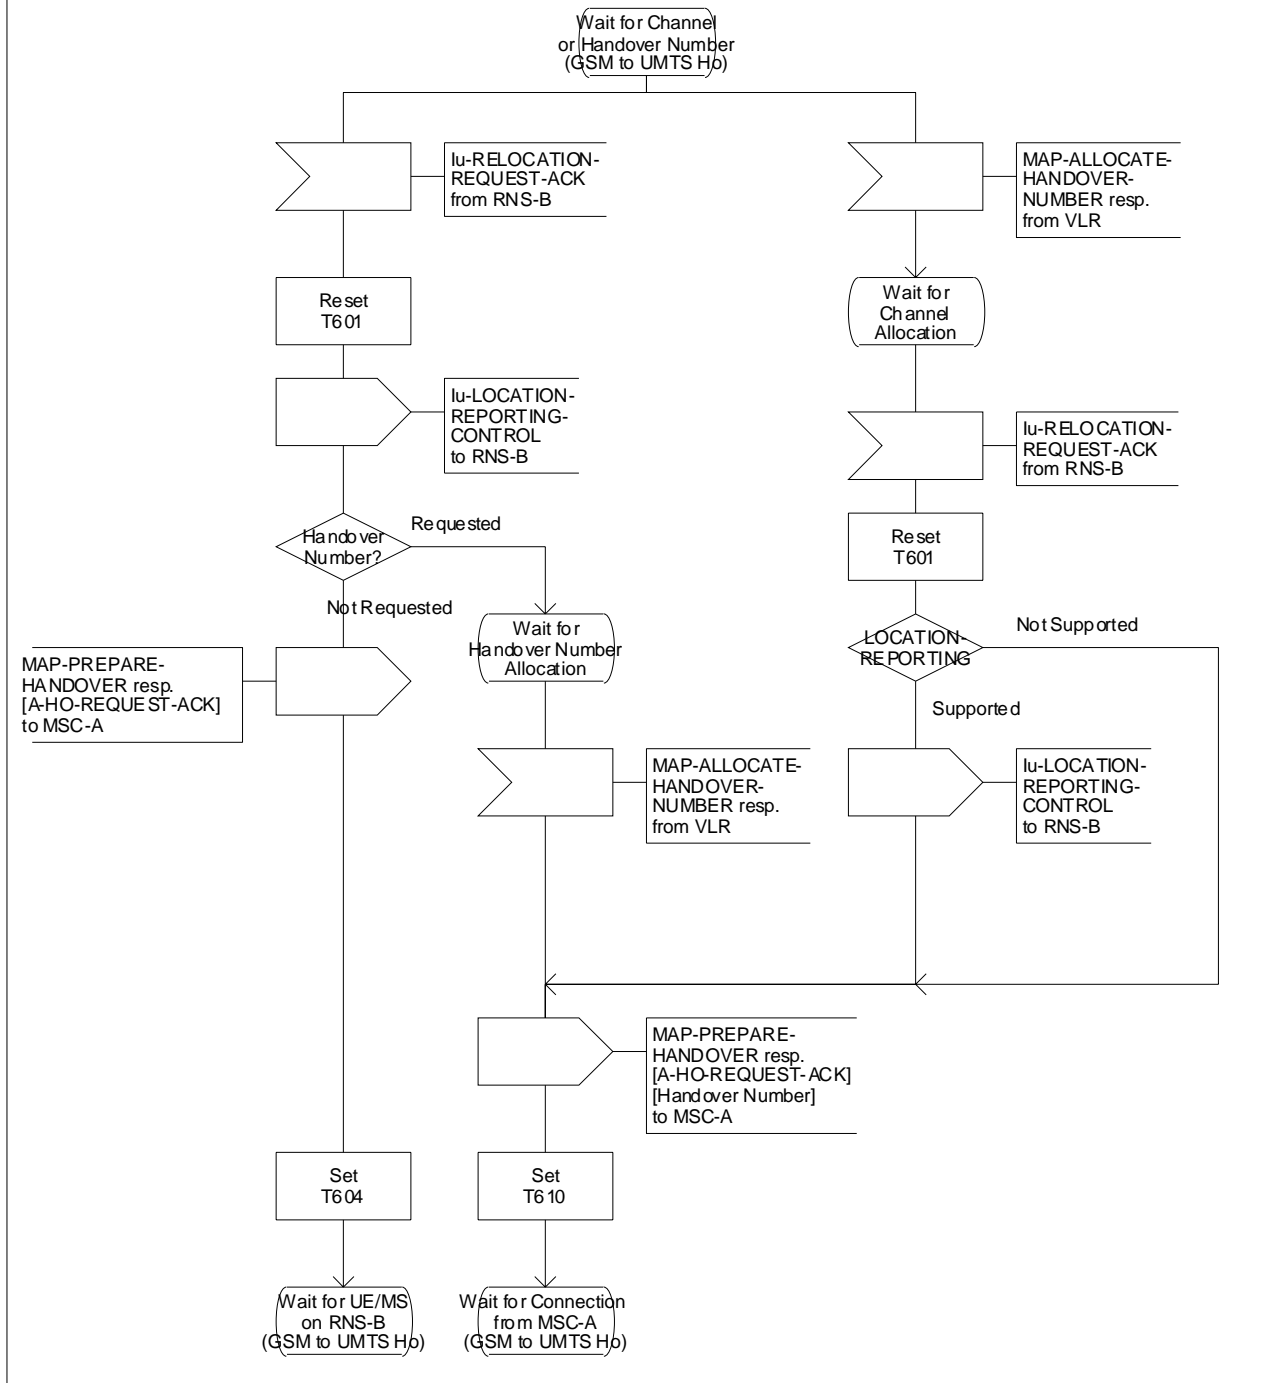 Wait for Channel
or Handover Number
(GSM to UMTS Ho)
Iu-RELOCATION-
REQUEST-ACK
from RNS-B
MAP-ALLOCATE-
HANDOVER-
NUMBER resp.
from VLR
Reset
T601
Wait for
Channel
Allocation
Iu-LOCATION-
REPORTING-
CONTROL
to RNS-B
Iu-RELOCATION-
REQUEST-ACK
from RNS-B
Handover
Number?
Requested
Not Requested
Reset
T601
Wait for
Handover Number
Allocation
LOCATION-
REPORTING
Not Supported
Supported
MAP-PREPARE-
HANDOVER resp.
[A-HO-REQUEST-ACK]
to MSC-A
MAP-ALLOCATE-
HANDOVER-
NUMBER resp.
from VLR
Iu-LOCATION-
REPORTING-
CONTROL
to RNS-B
MAP-PREPARE-
HANDOVER resp.
[A-HO-REQUEST-ACK]
[Handover Number]
to MSC-A
Set
T604
Set
T610
Wait for UE/MS
on RNS-B
(GSM to UMTS Ho)
Wait for Connection
from MSC-A
(GSM to UMTS Ho)